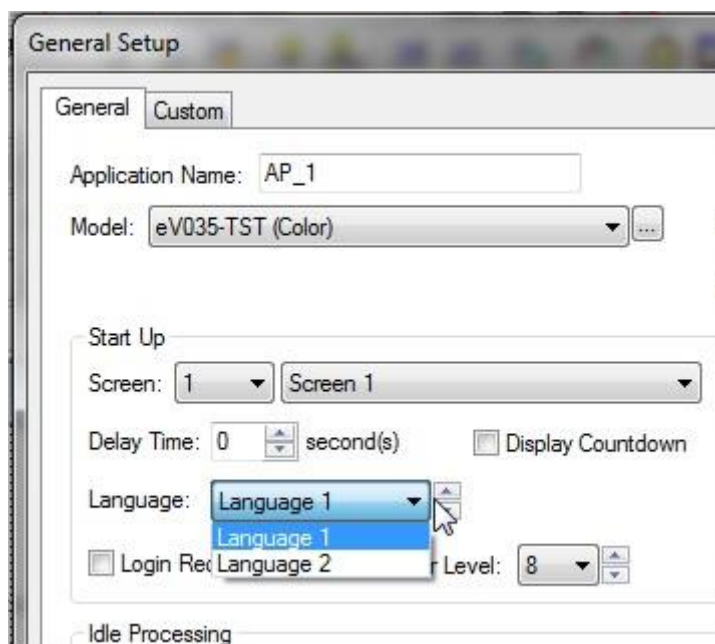 General Setup
General Custom
Application Name: AP_1
Model: eV035-TST (Color) ...
Start Up
Screen: 1 Screen 1
Delay Time: 0 second(s) Display Countdown
Language: Language 1
Language 1
Login Language 2 Level: 8
Idle Processing